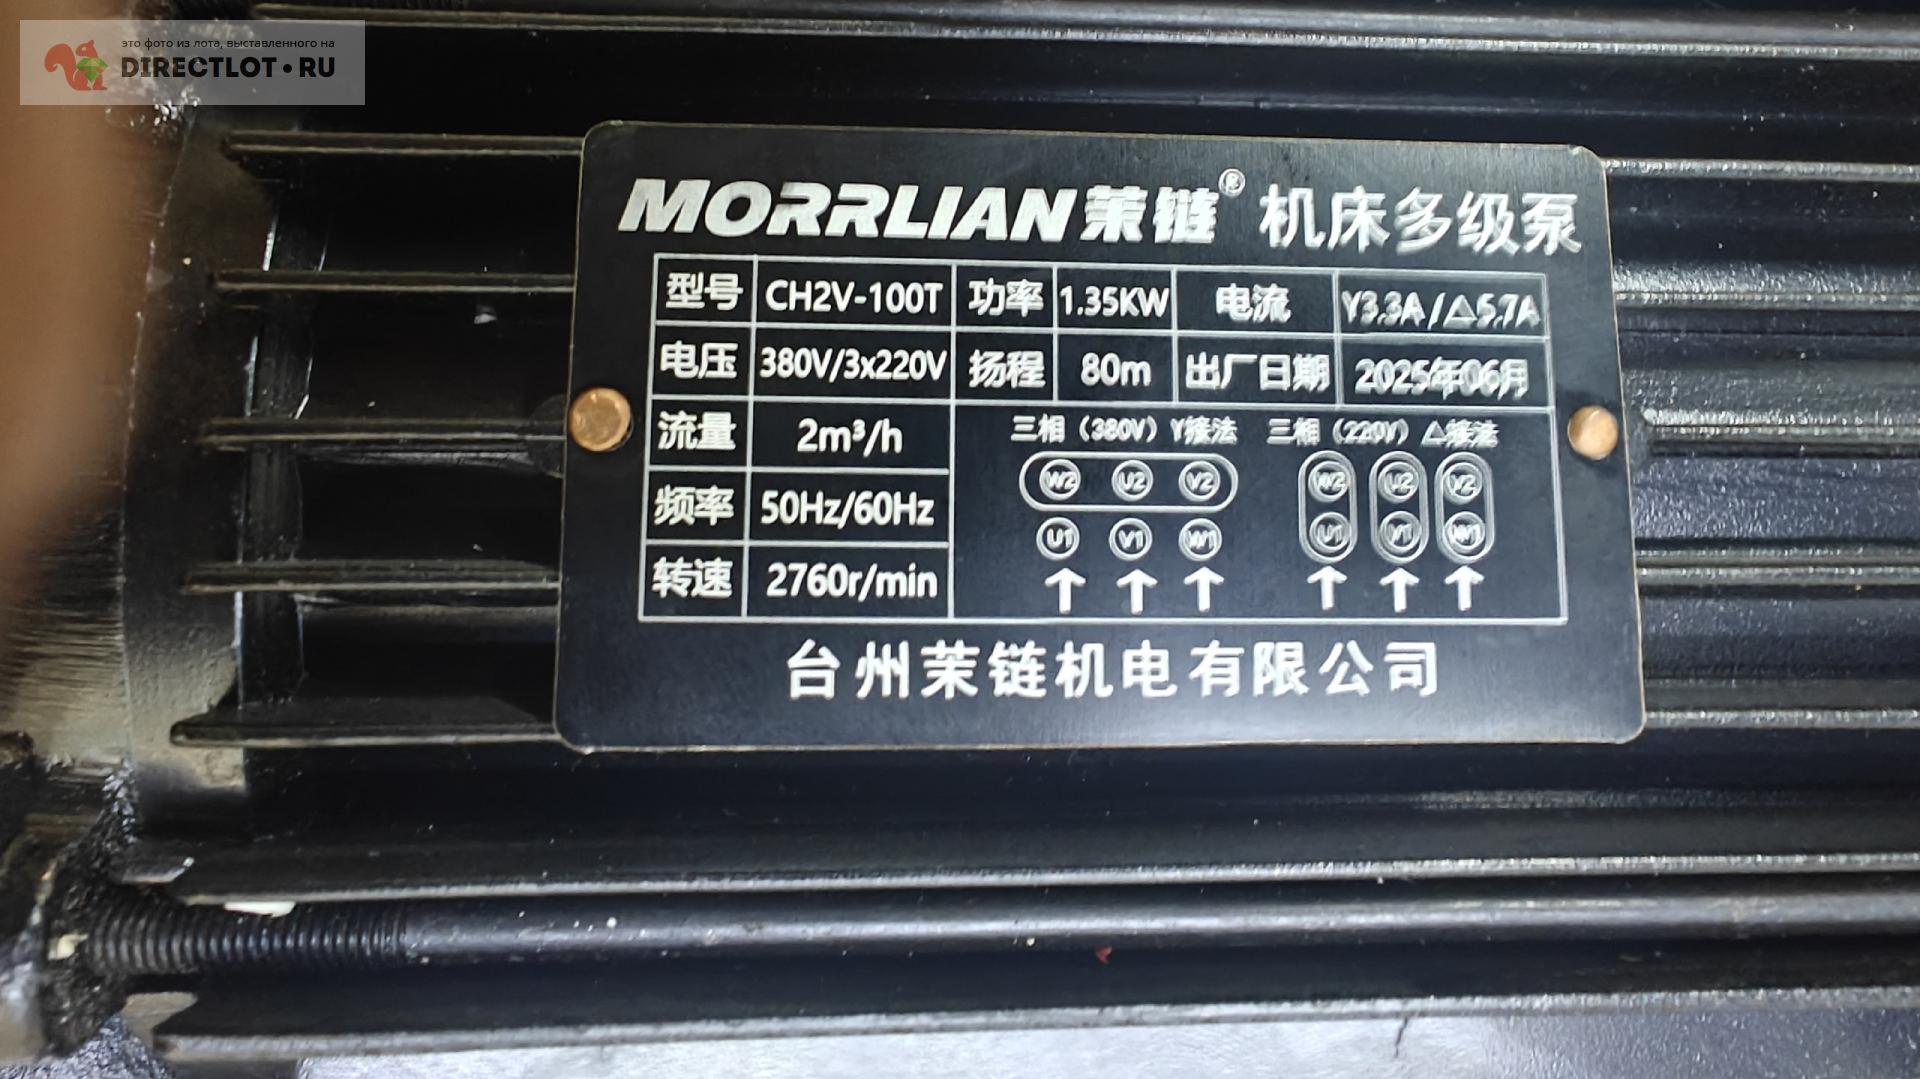 это фото из лота, выставленного на
DIRECTLOT•RU
MORRLIAN茉链® 机床多级泵
型号 CH2V-100T 功率 1.35KW 电流 Y3.3A/△5.7A
电压 380V/3x220V 扬程 80m 出厂日期 2025年06月
流量 2m³/h 三相（380V）Y接法 三相（220V）△接法
W2 U2 V2 W2 U2 V2
频率 50Hz/60Hz
U1 V1 W1 U1 V1 W1
转速 2760r/min
台州茉链机电有限公司